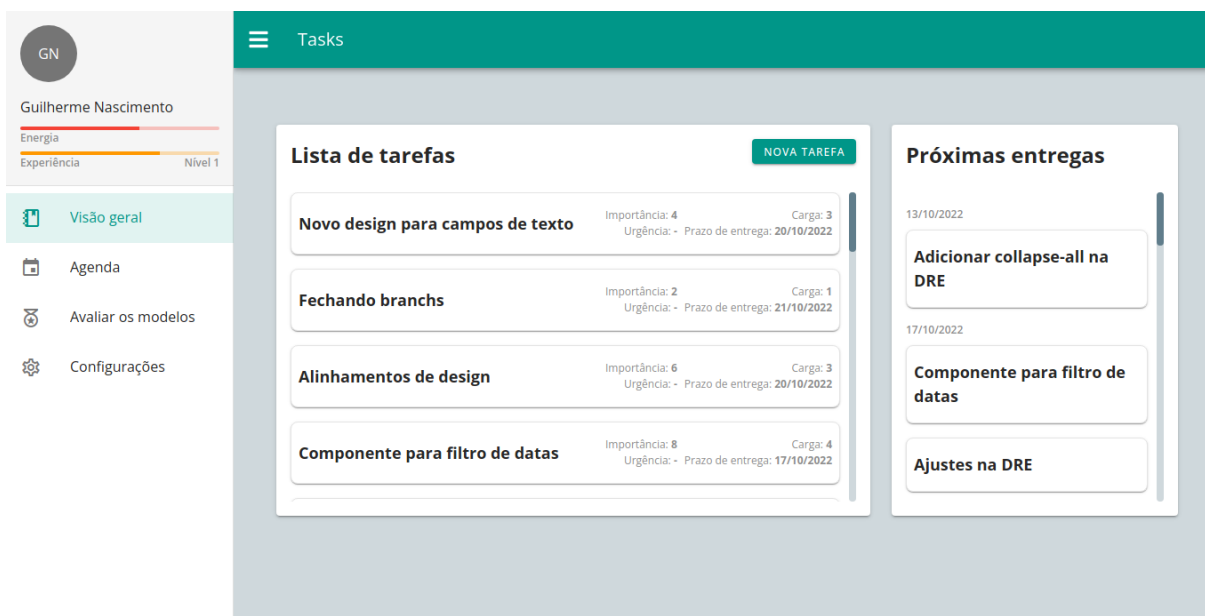 GN
Guilherme Nascimento
Energia
Experiência Nível 1
Visão geral
Agenda
Avaliar os modelos
Configurações
Tasks
Lista de tarefas
NOVA TAREFA
Novo design para campos de texto
Importância: 4 Carga: 3
Urgência: - Prazo de entrega: 20/10/2022
Fechando branchs
Importância: 2 Carga: 1
Urgência: - Prazo de entrega: 21/10/2022
Alinhamentos de design
Importância: 6 Carga: 3
Urgência: - Prazo de entrega: 20/10/2022
Componente para filtro de datas
Importância: 8 Carga: 4
Urgência: - Prazo de entrega: 17/10/2022
Próximas entregas
13/10/2022
Adicionar collapse-all na
DRE
17/10/2022
Componente para filtro de
datas
Ajustes na DRE